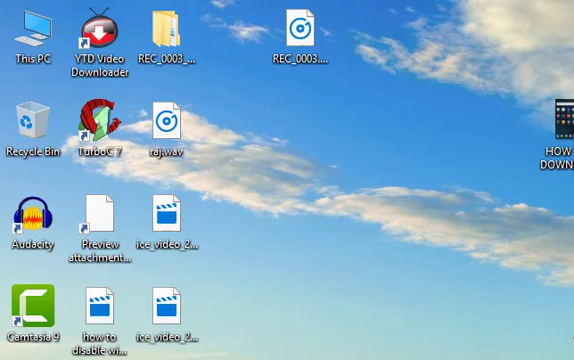 This PC
YTD Video
Downloader
REC_0003_...
REC_0003....
Recycle Bin
TurboC 7
raj.wav
HOW
DOWN
Audacity
Preview
attachment...
ice_video_2...
Camtasia 9
how to
disable wi...
ice_video_2...